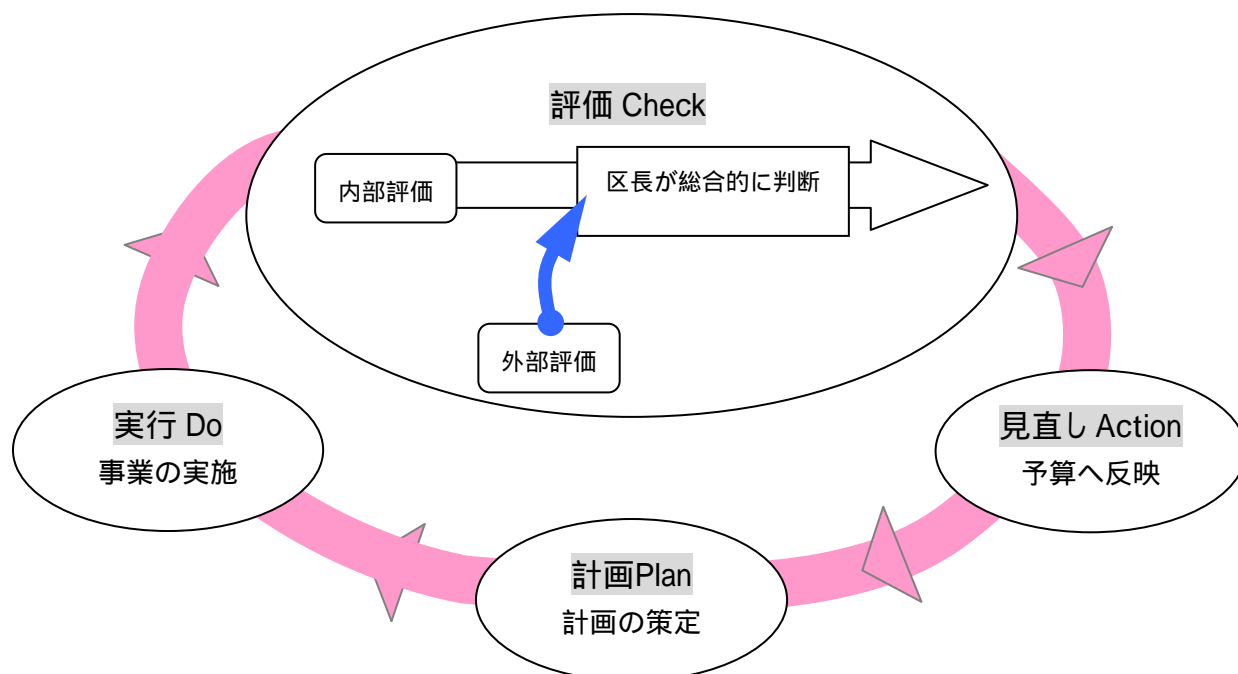 評価 Check
内部評価
区長が総合的に判断
外部評価
実行 Do
事業の実施
見直し Action
予算へ反映
計画Plan
計画の策定